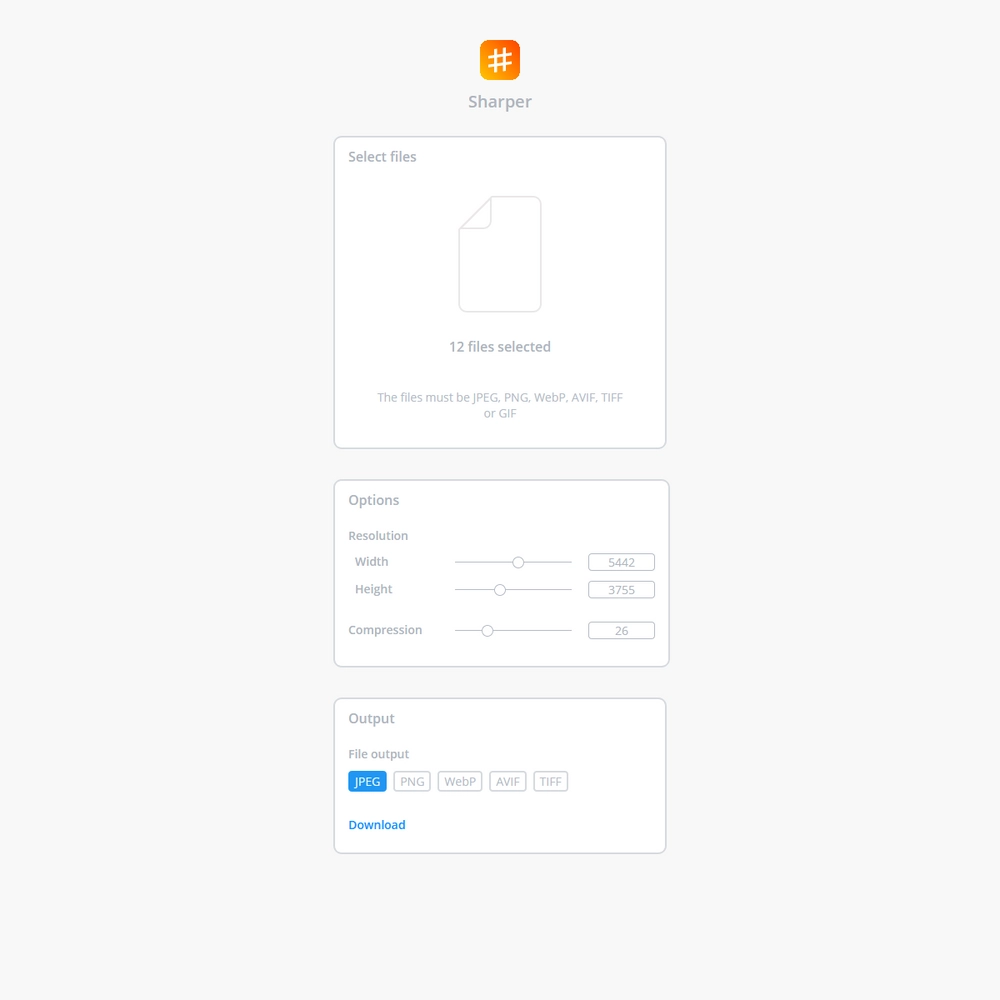 Sharper
Select files
12 files selected
The files must be JPEG, PNG, WebP, AVIF, TIFF
or GIF
Options
Resolution
Width 5442
Height 3755
Compression 26
Output
File output
JPEG PNG WebP AVIF TIFF
Download